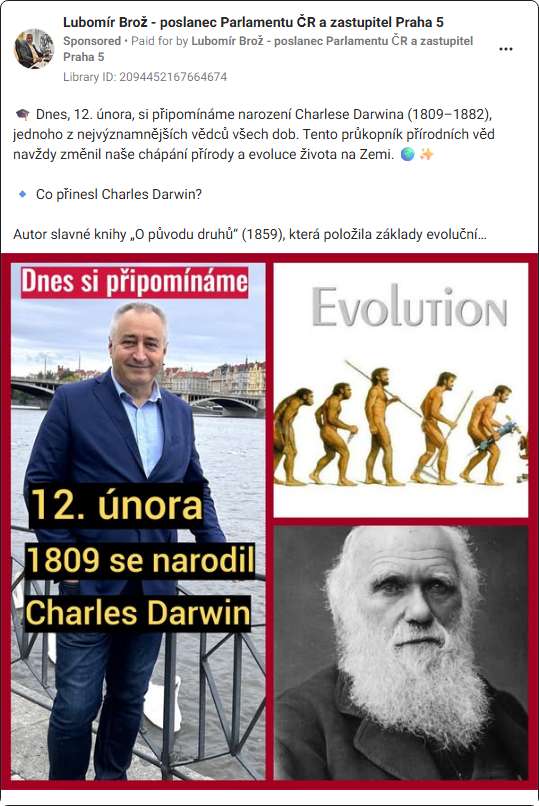 Lubomír Brož - poslanec Parlamentu ČR a zastupitel Praha 5
Sponsored • Paid for by Lubomír Brož - poslanec Parlamentu ČR a zastupitel
Praha 5
Library ID: 2094452167664674
🎓 Dnes, 12. února, si připomínáme narození Charlese Darwina (1809–1882),
jednoho z nejvýznamnějších vědců všech dob. Tento průkopník přírodních věd
navždy změnil naše chápání přírody a evoluce života na Zemi. 🌍 ✨
🔹 Co přinesl Charles Darwin?
Autor slavné knihy „O původu druhů“ (1859), která položila základy evoluční...
Dnes si připomínáme
12. února
1809 se narodil
Charles Darwin
Evolution